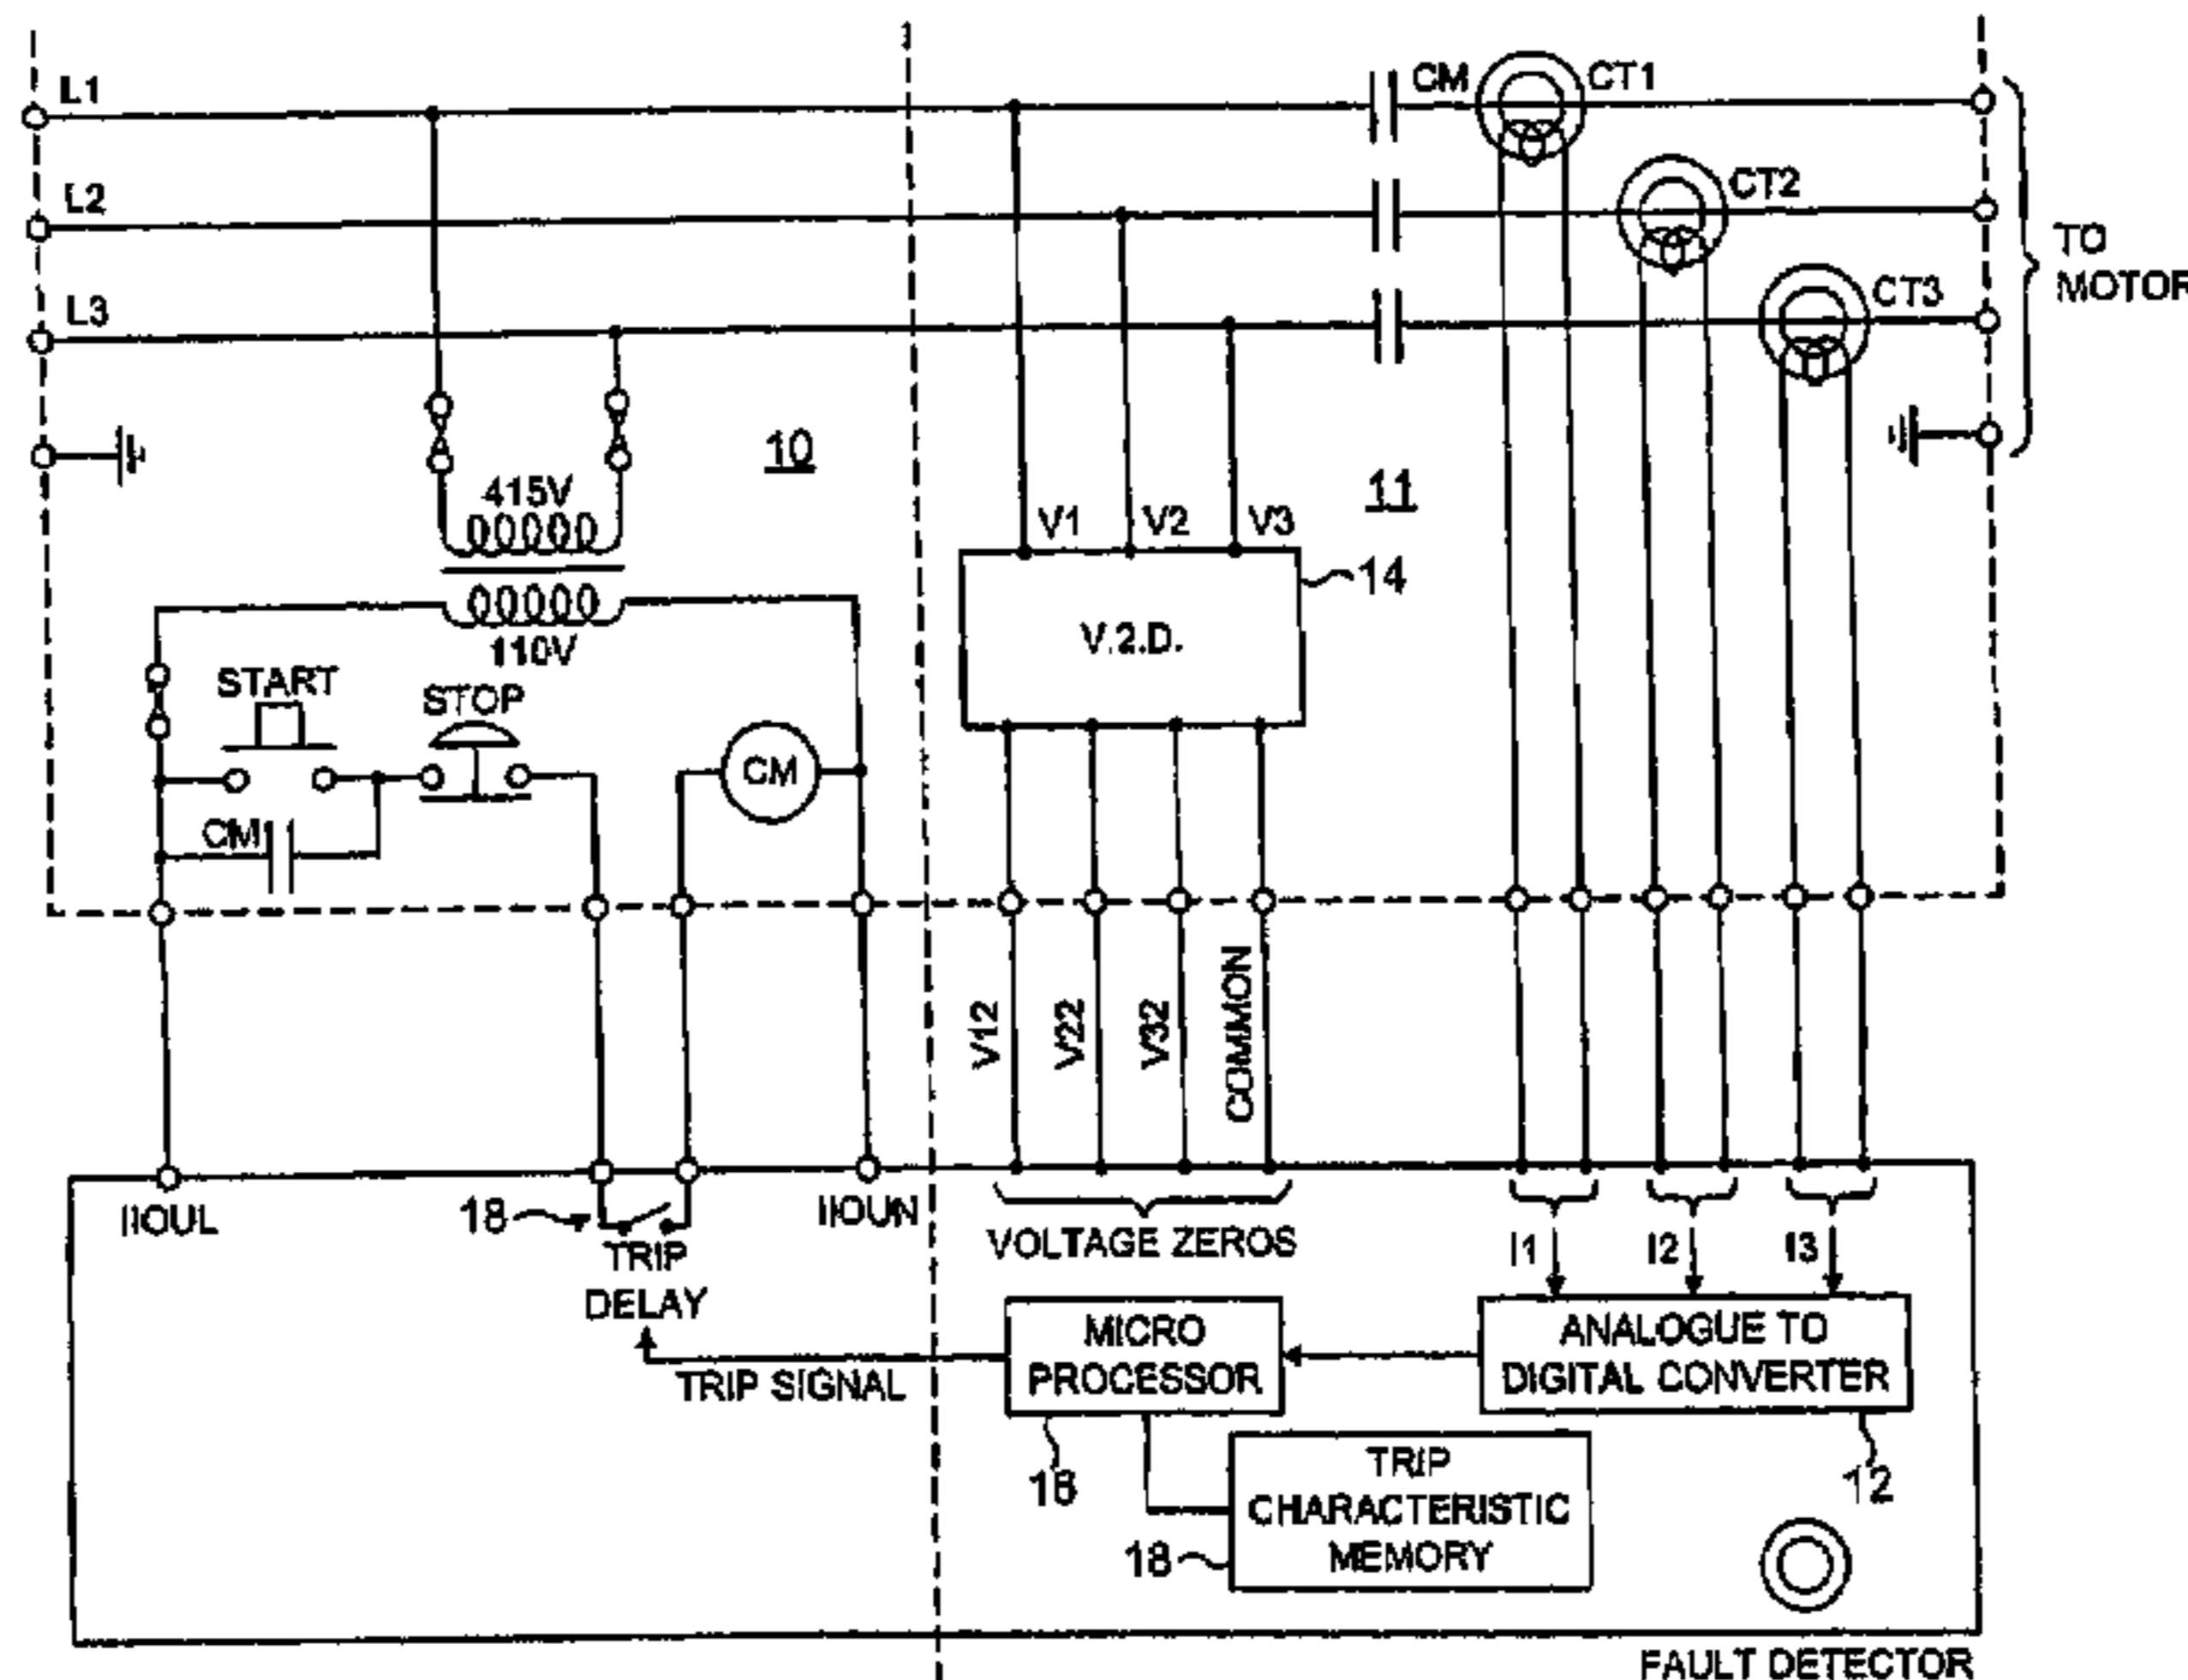 L1
CM
CT1
L2
CT2
TO
MOTOR
L3
CT3
10
415V
11
V1
V2
V3
14
110V
V.2.D.
START
STOP
CM
CM
V12
V22
V32
COMMON
IIOUL
18
TRIP
DELAY
IIOUN
VOLTAGE ZEROS
I1
I2
I3
MICRO
PROCESSOR
ANALOGUE TO
DIGITAL CONVERTER
TRIP SIGNAL
16
12
TRIP
CHARACTERISTIC
MEMORY
18
FAULT DETECTOR